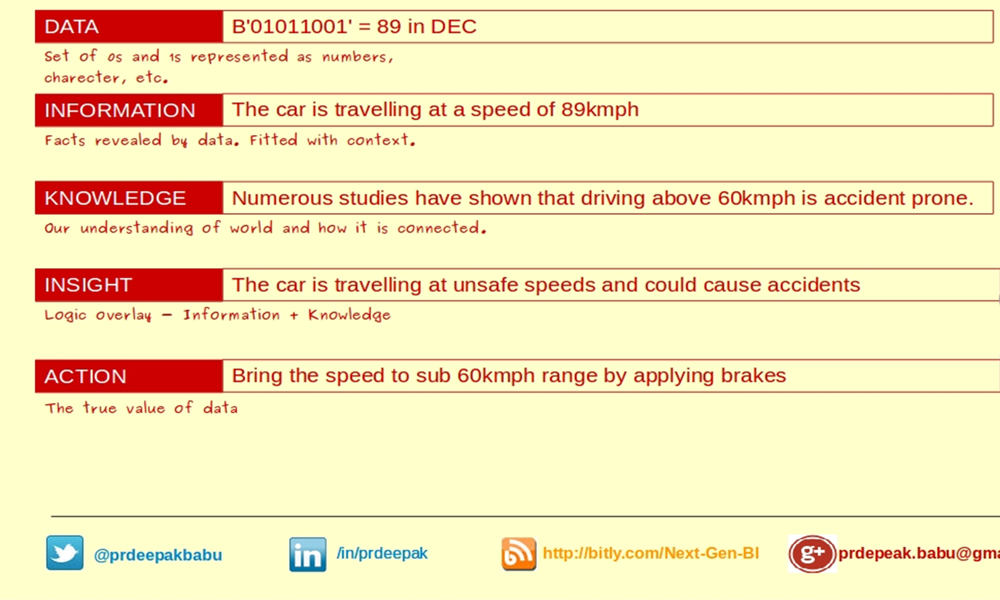 DATA B'01011001' = 89 in DEC
Set of 0s and 1s represented as numbers,
charecter, etc.
INFORMATION The car is travelling at a speed of 89kmph
Facts revealed by data. Fitted with context.
KNOWLEDGE Numerous studies have shown that driving above 60kmph is accident prone.
Our understanding of world and how it is connected.
INSIGHT The car is travelling at unsafe speeds and could cause accidents
Logic overlay – Information + Knowledge
ACTION Bring the speed to sub 60kmph range by applying brakes
The true value of data
@prdeepakbabu in /in/prdeepak http://bitly.com/Next-Gen-BI g+ prdepeak.babu@gma